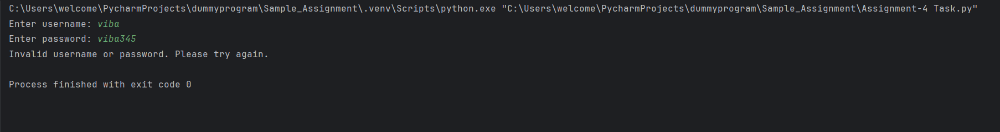 C:\Users\welcome\PycharmProjects\dummyprogram\Sample_Assignment\.venv\Scripts\python.exe "C:\Users\welcome\PycharmProjects\dummyprogram\Sample_Assignment\Assignment-4 Task.py"
Enter username: viba
Enter password: viba345
Invalid username or password. Please try again.
Process finished with exit code 0